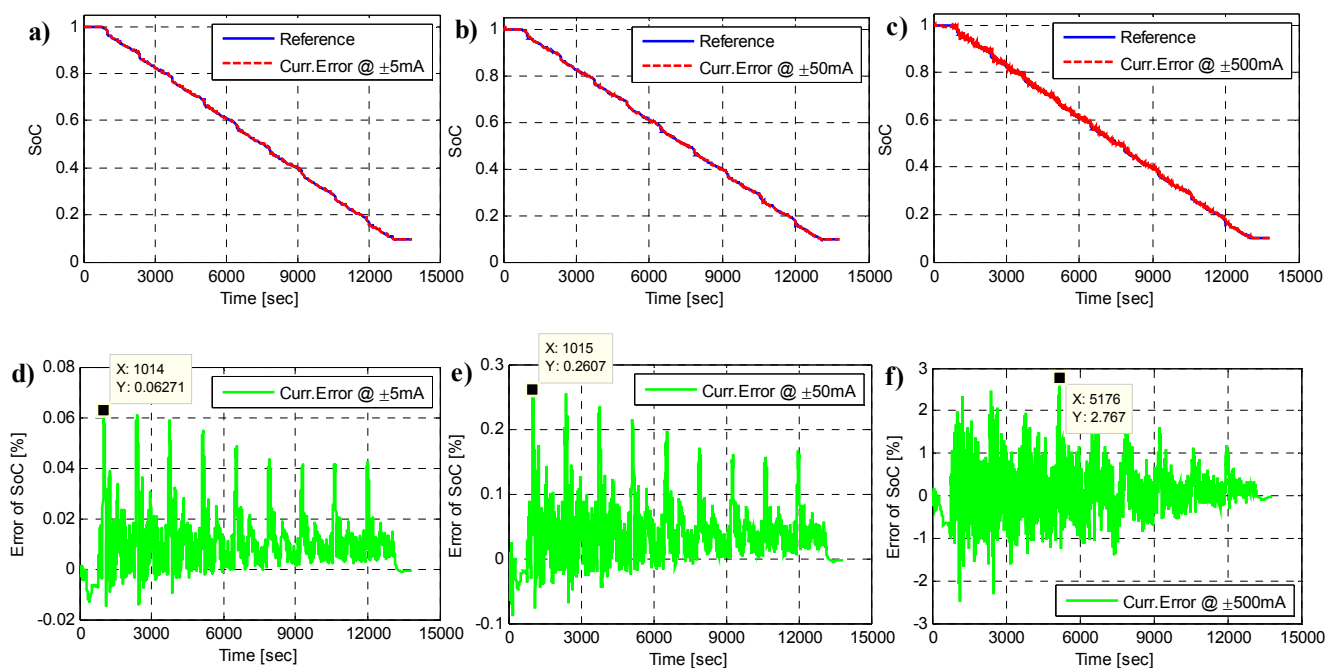 a)
1
0.8
0.6
0.4
0.2
0
SoC
Reference
Curr.Error @ ±5mA
0 3000 6000 9000 12000 15000
Time [sec]
b)
1
0.8
0.6
0.4
0.2
0
SoC
Reference
Curr.Error @ ±50mA
0 3000 6000 9000 12000 15000
Time [sec]
c)
1
0.8
0.6
0.4
0.2
0
SoC
Reference
Curr.Error @ ±500mA
0 3000 6000 9000 12000 15000
Time [sec]
d)
0.08
0.06
0.04
0.02
0
-0.02
Error of SoC [%]
X: 1014
Y: 0.06271
Curr.Error @ ±5mA
0 3000 6000 9000 12000 15000
Time [sec]
e)
0.3
0.2
0.1
0
-0.1
Error of SoC [%]
X: 1015
Y: 0.2607
Curr.Error @ ±50mA
0 3000 6000 9000 12000 15000
Time [sec]
f)
3
2
1
0
-1
-2
-3
Error of SoC [%]
X: 5176
Y: 2.767
Curr.Error @ ±500mA
0 3000 6000 9000 12000 15000
Time [sec]